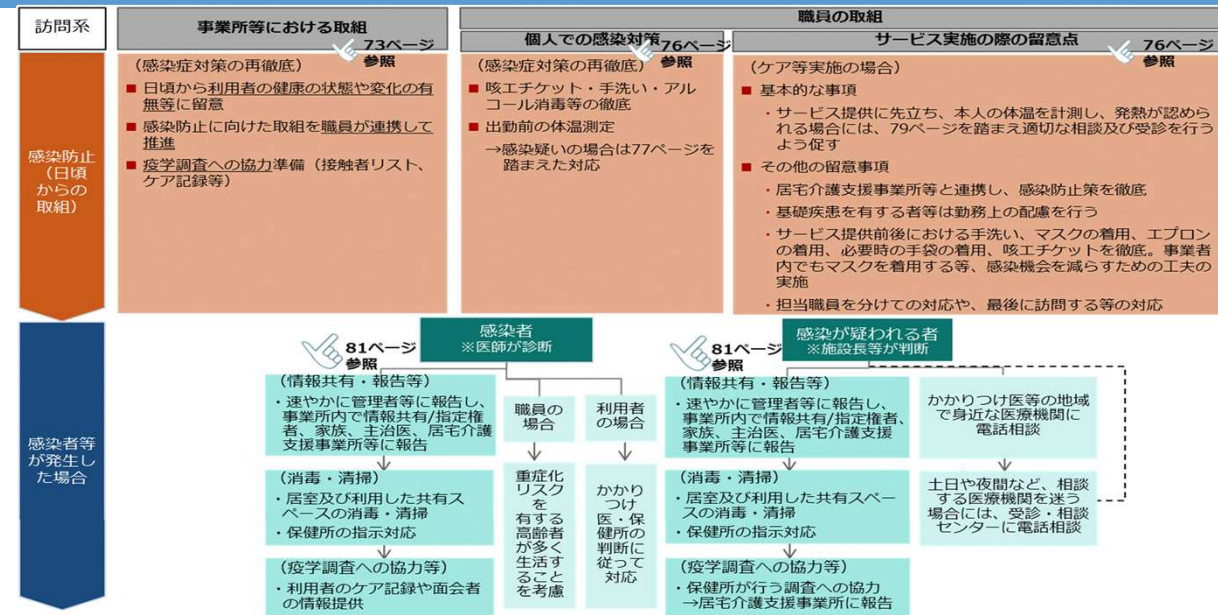 訪問系
事業所等における取組
職員の取組
個人での感染対策
サービス実施の際の留意点
73ページ
参照
76ページ
参照
76ページ
参照
感染防止
（日頃
からの
取組）
（感染症対策の再徹底）
■ 日頃から利用者の健康の状態や変化の有
無等に留意
■ 感染防止に向けた取組を職員が連携して
推進
■ 疫学調査への協力準備（接触者リスト、
ケア記録等）
（感染症対策の再徹底）
■ 咳エチケット・手洗い・アル
コール消毒等の徹底
■ 出勤前の体温測定
→感染疑いの場合は77ページを
踏まえた対応
（ケア等実施の場合）
■ 基本的な事項
・サービス提供に先立ち、本人の体温を計測し、発熱が認めら
れる場合には、79ページを踏まえ適切な相談及び受診を行う
よう促す
■ その他の留意事項
・居宅介護支援事業所等と連携し、感染防止策を徹底
・基礎疾患を有する者等は勤務上の配慮を行う
・サービス提供前後における手洗い、マスクの着用、エプロン
の着用、必要時の手袋の着用、咳エチケットを徹底。事業者
内でもマスクを着用する等、感染機会を減らすための工夫の
実施
・担当職員を分けての対応や、最後に訪問する等の対応
感染者等
が発生し
た場合
感染者
※医師が診断
81ページ
参照
（情報共有・報告等）
・速やかに管理者等に報告し、
事業所内で情報共有/指定権
者、家族、主治医、居宅介護
支援事業所等に報告
（消毒・清掃）
・居室及び利用した共有ス
ペースの消毒・清掃
・保健所の指示対応
（疫学調査への協力等）
・利用者のケア記録や面会者
の情報提供
職員の
場合
重症化
リスク
を
有する
高齢者
が多く
生活す
ること
を考慮
利用者
の場合
かかり
つけ
医・保
健所の
判断に
従って
対応
感染が疑われる者
※施設長等が判断
81ページ
参照
（情報共有・報告等）
・速やかに管理者等に報告し、
事業所内で情報共有/指定権
者、家族、主治医、居宅介護
支援事業所等に報告
（消毒・清掃）
・居室及び利用した共有スペー
スの消毒・清掃
・保健所の指示対応
（疫学調査への協力等）
・保健所が行う調査への協力
→居宅介護支援事業所に報告
かかりつけ医等の地域
で身近な医療機関に
電話相談
土日や夜間など、相談
する医療機関を迷う
場合には、受診・相談
センターに電話相談